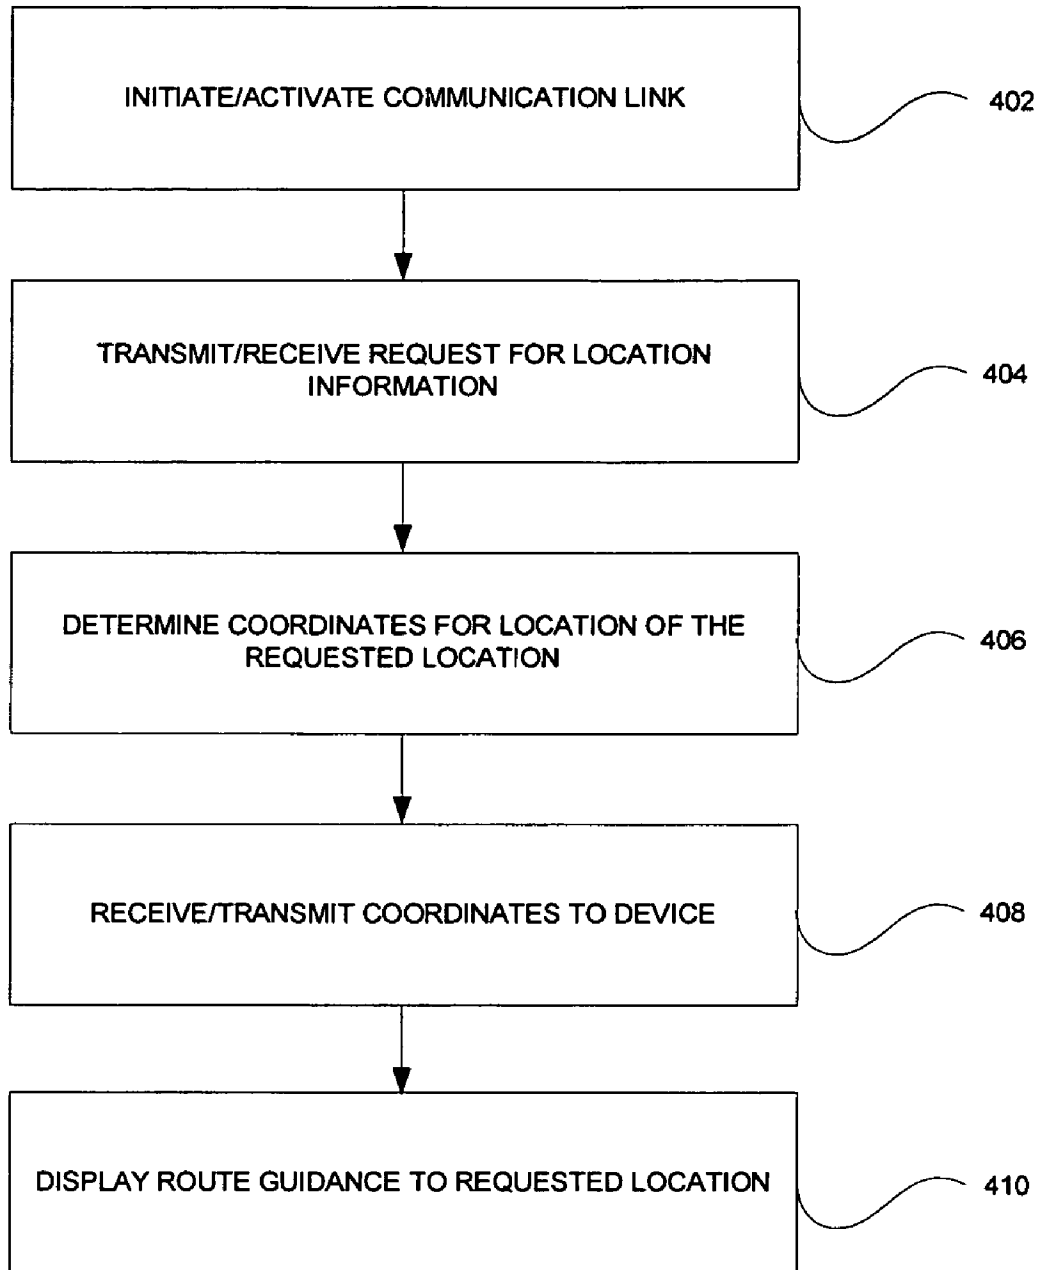 INITIATE/ACTIVATE COMMUNICATION LINK
402
TRANSMIT/RECEIVE REQUEST FOR LOCATION
INFORMATION
404
DETERMINE COORDINATES FOR LOCATION OF THE
REQUESTED LOCATION
406
RECEIVE/TRANSMIT COORDINATES TO DEVICE
408
DISPLAY ROUTE GUIDANCE TO REQUESTED LOCATION
410